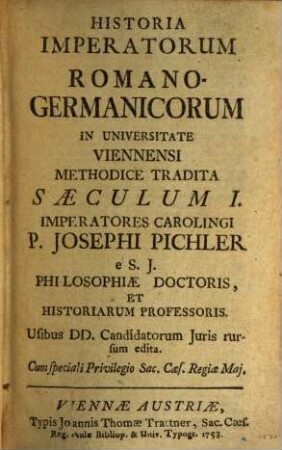 HISTORIA
IMPERATORUM
ROMANO-
GERMANICORUM
IN UNIVERSITATE
VIENNENSI
METHODICE TRADITA
SÆCULUM I.
IMPERATORES CAROLINGI
P. JOSEPHI PICHLER
e S. J.
PHILOSOPHIÆ DOCTORIS,
ET
HISTORIARUM PROFESSORIS.
Usibus DD. Candidatorum Juris rur-
sum edita.
Cum speciali Privilegio Sac. Cæs. Regiæ Maj.
VIENNÆ AUSTRIÆ,
Typis Joannis Thomæ Trattner, Sac. Cæs.
Reg. Aulæ Bibliop. & Univ. Typogr. 1753.